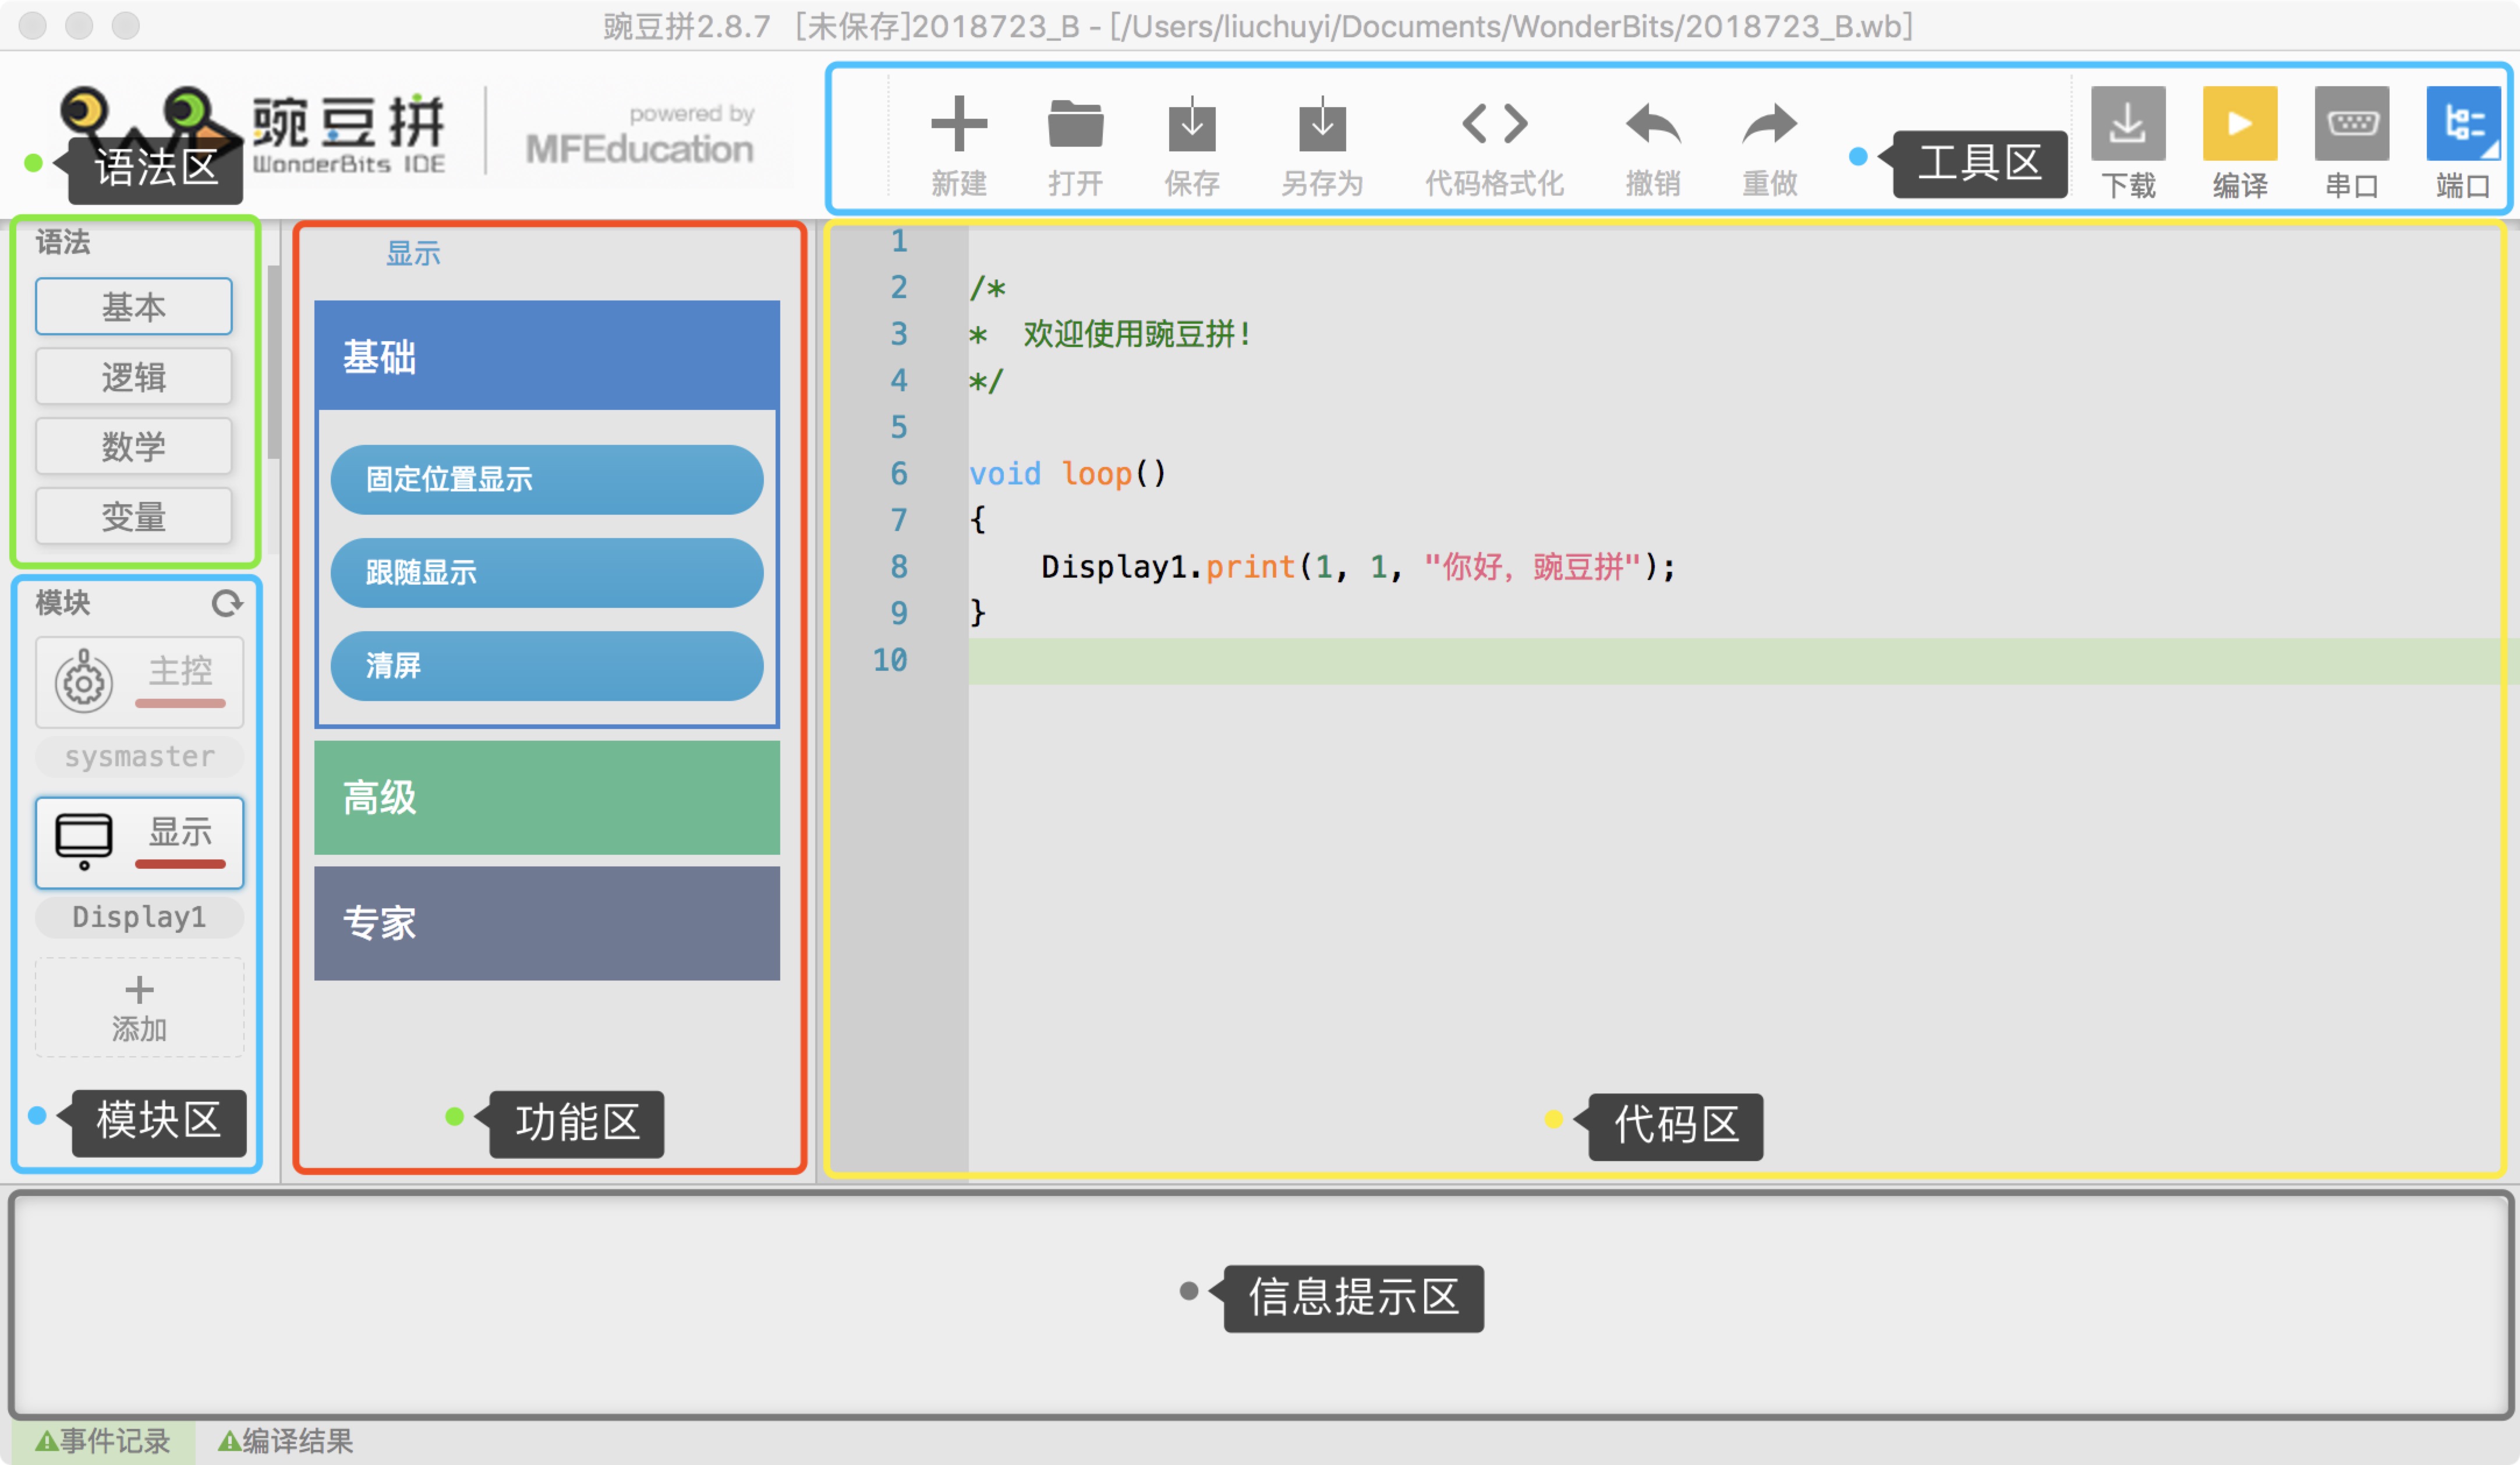 豌豆拼2.8.7 [未保存]2018723_B - [/Users/liuchuyi/Documents/WonderBits/2018723_B.wb]
豌豆拼
WonderBits IDE
powered by
MFEducation
语法区
新建
打开
保存
另存为
代码格式化
撤销
重做
工具区
下载
编译
串口
端口
语法
基本
逻辑
数学
变量
模块
主控
sysmaster
显示
Display1
添加
模块区
显示
基础
固定位置显示
跟随显示
清屏
高级
专家
功能区
1
2 /*
3 * 欢迎使用豌豆拼!
4 */
5
6 void loop()
7 {
8 Display1.print(1, 1, "你好，豌豆拼");
9 }
10
代码区
信息提示区
事件记录
编译结果